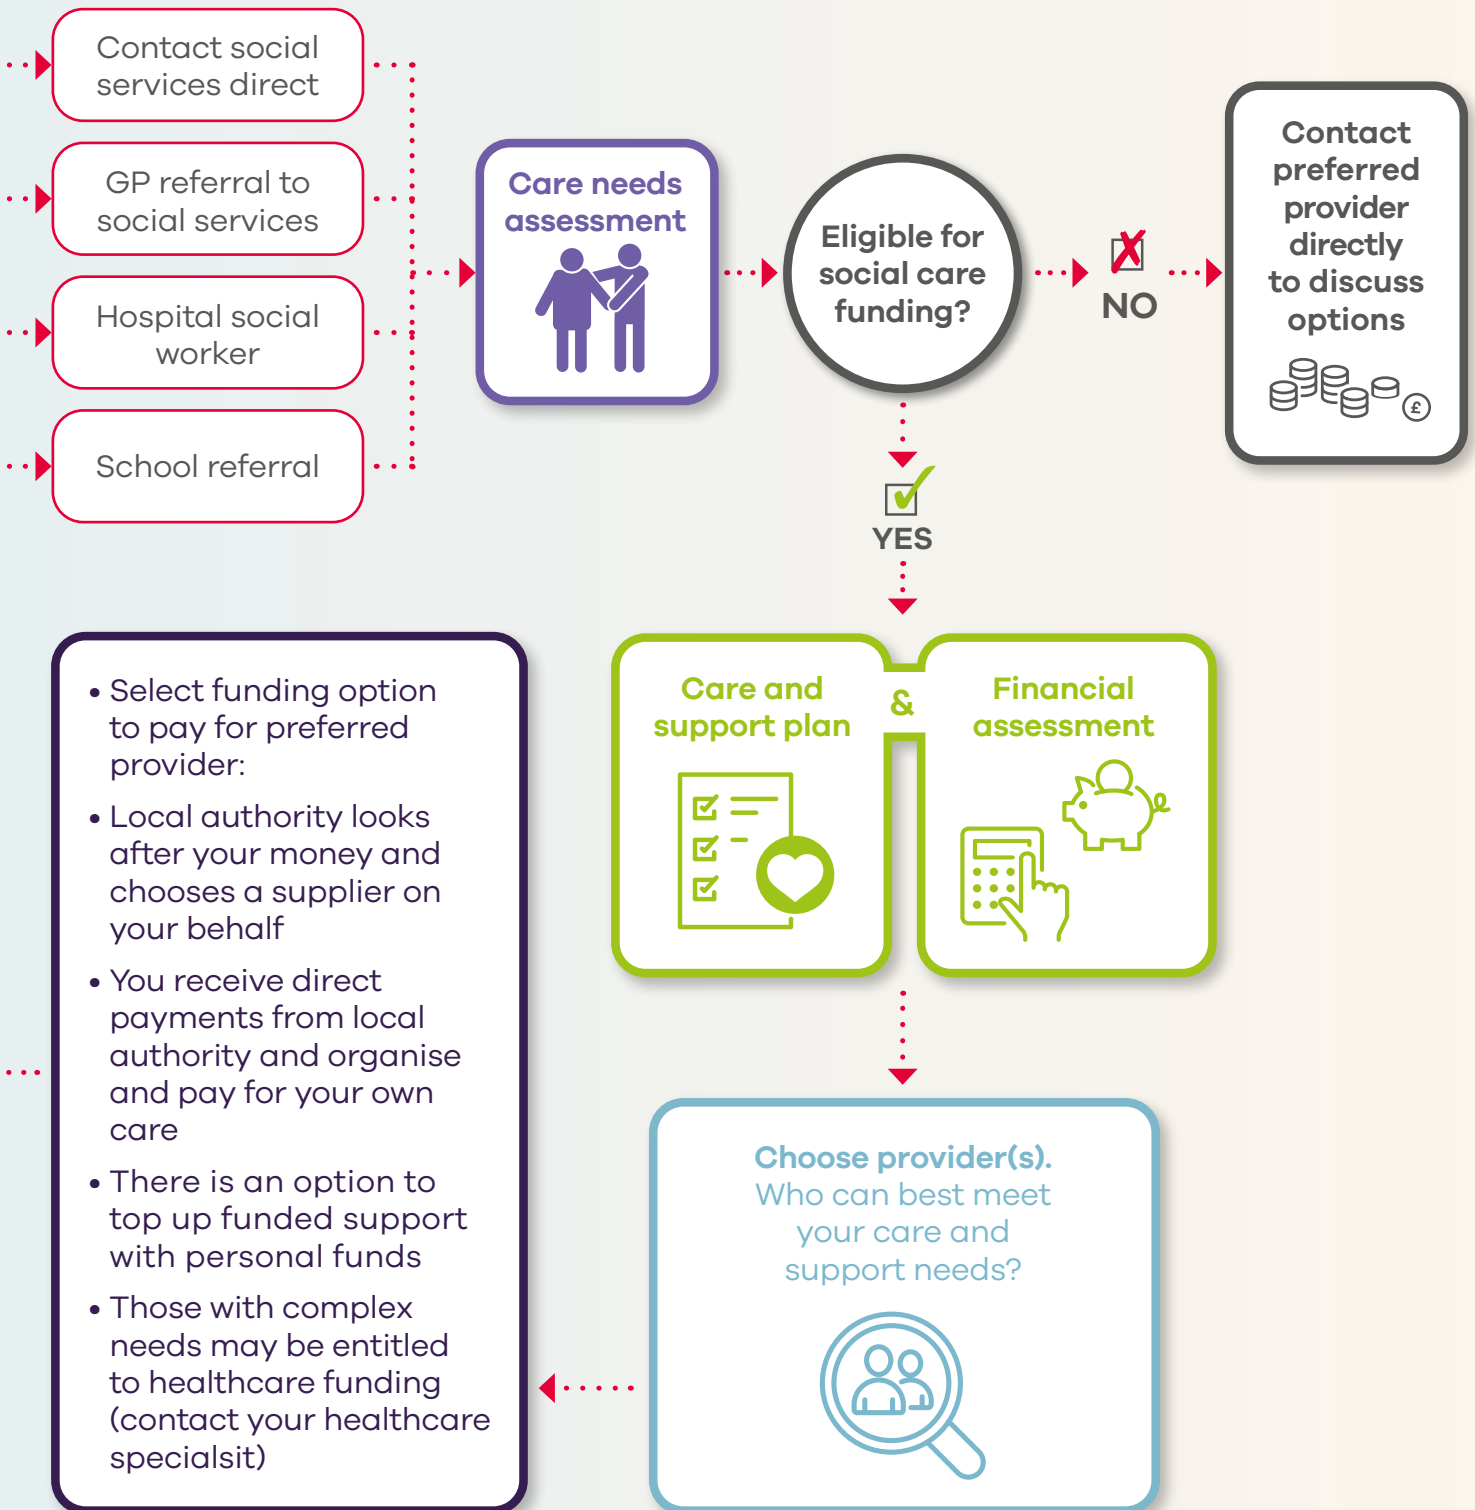 Contact social
services direct
GP referral to
social services
Hospital social
worker
School referral
Care needs
assessment
Eligible for
social care
funding?
NO
Contact
preferred
provider
directly
to discuss
options
£
YES
Care and
support plan
&
Financial
assessment
Choose provider(s).
Who can best meet
your care and
support needs?
• Select funding option
to pay for preferred
provider:
• Local authority looks
after your money and
chooses a supplier on
your behalf
• You receive direct
payments from local
authority and organise
and pay for your own
care
• There is an option to
top up funded support
with personal funds
• Those with complex
needs may be entitled
to healthcare funding
(contact your healthcare
specialsit)